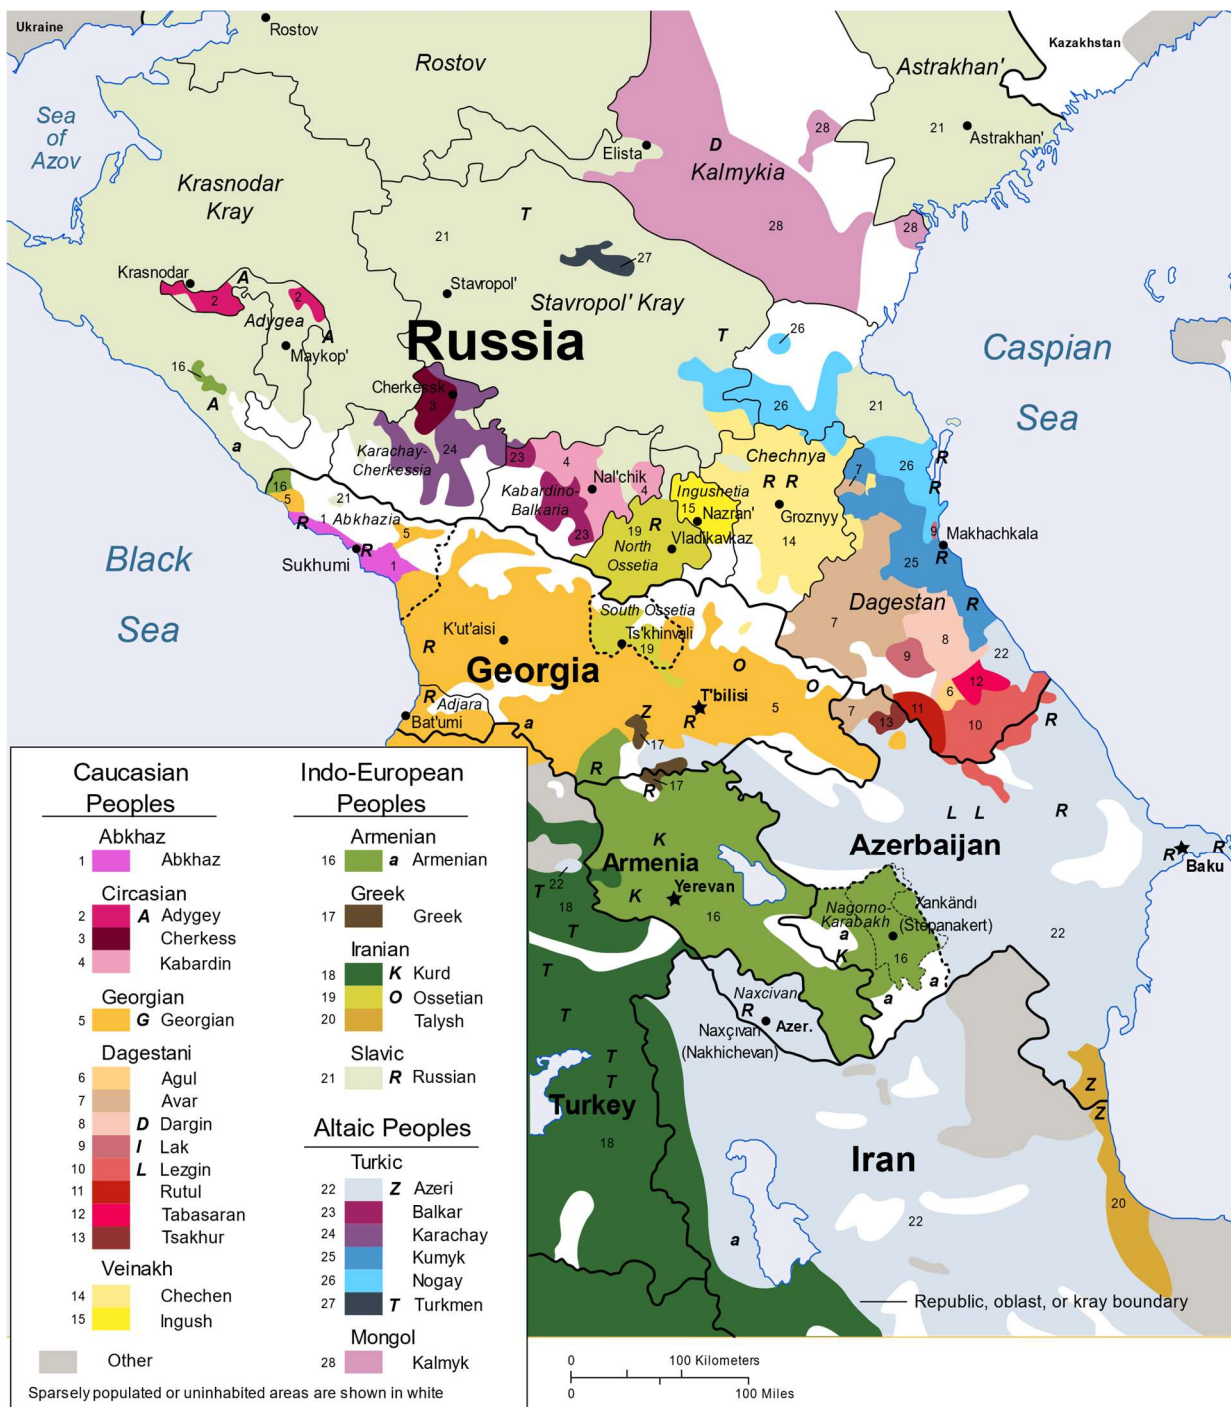 Ukraine
Rostov
Kazakhstan
Rostov
Astrakhan'
Sea
of
Azov
28
D
21
Astrakhan'
Elista
Kalmykia
Krasnodar
Kray
T
28
28
21
27
Krasnodar
A
Stavropol'
2
2
Stavropol' Kray
Adygea
A
Maykop'
Russia
T
26
Caspian
Sea
16
Cherkessk
A
3
26
21
a
Karachay-
Cherkessia
24
23
4
Chechnya
7
26
R
Nal'chik
R R
R
16
5
21
Kabardino-
Balkaria
4
Ingushetia
15
Nazran'
Groznyy
R
1
Abkhazia
5
23
19
R
9
Makhachkala
Black
Sea
Sukhumi
R
1
North
Ossetia
Vladikavkaz
14
25
R
Dagestan
R
South Ossetia
7
8
K'ut'aisi
Ts'khinvali
22
R
19
9
Georgia
O
12
O
6
R
Adjara
T'bilisi
7
11
10
R
Bat'umi
a
Z
R
5
13
17
R
17
R
L L
R
K
Azerbaijan
Armenia
R
Baku
R
22
T
18
K
Yerevan
16
Nagorno-
Karabakh
Xankändı
(Stepanakert)
a
22
T
K
16
T
a
a
Naxcivan
R
T
Naxçıvan
(Nakhichevan)
Azer.
T
T
Z
Turkey
Z
18
Iran
20
22
a
Republic, oblast, or kray boundary
Caucasian
Peoples
Abkhaz
1 Abkhaz
Circasian
2 A Adygey
3 Cherkess
4 Kabardin
Georgian
5 G Georgian
Dagestani
6 Agul
7 Avar
8 D Dargin
9 I Lak
10 L Lezgin
11 Rutul
12 Tabasaran
13 Tsakhur
Veinakh
14 Chechen
15 Ingush
Other
Indo-European
Peoples
Armenian
16 a Armenian
Greek
17 Greek
Iranian
18 K Kurd
19 O Ossetian
20 Talysh
Slavic
21 R Russian
Altaic Peoples
Turkic
22 Z Azeri
23 Balkar
24 Karachay
25 Kumyk
26 Nogay
27 T Turkmen
Mongol
28 Kalmyk
Sparsely populated or uninhabited areas are shown in white
0 100 Kilometers
0 100 Miles